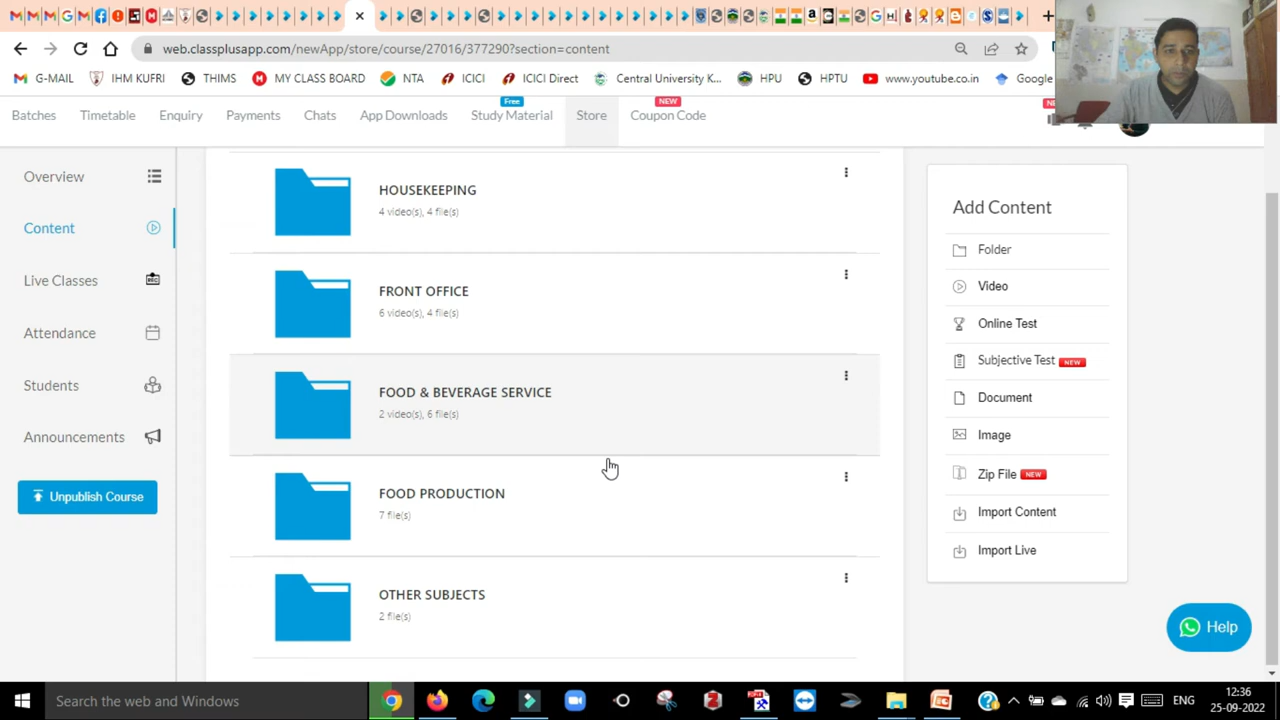 web.classplusapp.com/newApp/store/course/27016/377290?section=content
G-MAIL IHM KUFRI THIMS MY CLASS BOARD NTA ICICI ICICI Direct Central University K... HPU HPTU www.youtube.co.in Google
Free NEW
Batches Timetable Enquiry Payments Chats App Downloads Study Material Store Coupon Code
Overview
Content
Live Classes
Attendance
Students
Announcements
Unpublish Course
HOUSEKEEPING
4 video(s), 4 file(s)
FRONT OFFICE
6 video(s), 4 file(s)
FOOD & BEVERAGE SERVICE
2 video(s), 6 file(s)
FOOD PRODUCTION
7 file(s)
OTHER SUBJECTS
2 file(s)
Add Content
Folder
Video
Online Test
Subjective Test NEW
Document
Image
Zip File NEW
Import Content
Import Live
Help
Search the web and Windows
ENG
12:36
25-09-2022